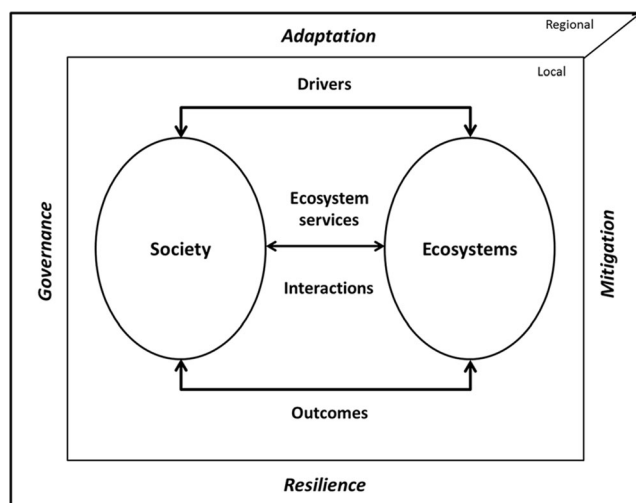 Regional
Adaptation
Local
Drivers
Governance
Society
Ecosystem
services
Interactions
Ecosystems
Mitigation
Outcomes
Resilience